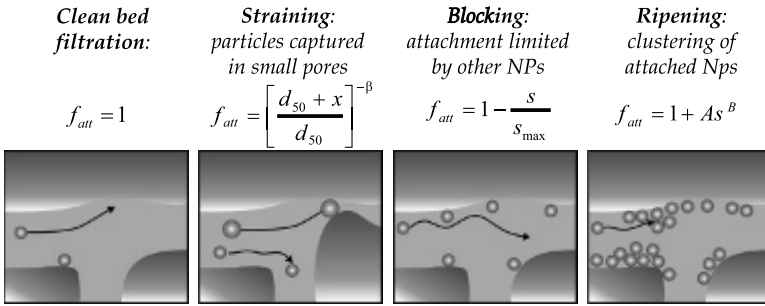 Clean bed
filtration:
f_att = 1
Straining:
particles captured
in small pores
f_att = [ (d_50 + x) / d_50 ]^−β
Blocking:
attachment limited
by other NPs
f_att = 1 − s / s_max
Ripening:
clustering of
attached Nps
f_att = 1 + As^B